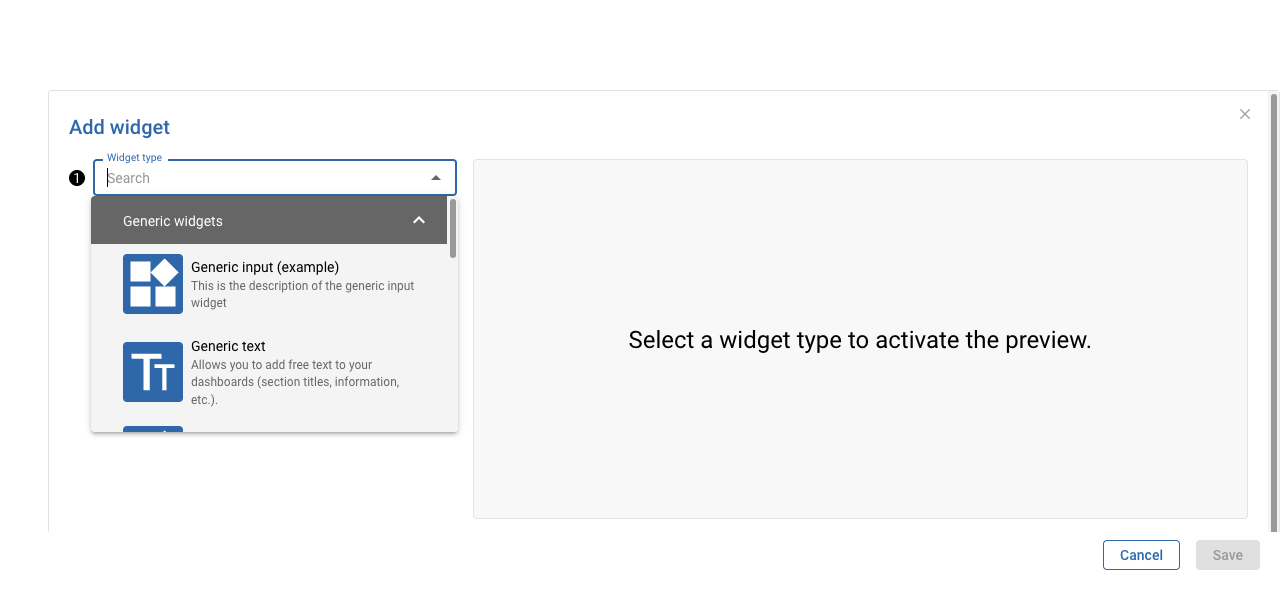 Add widget
Widget type
1
Search
Generic widgets
Generic input (example)
This is the description of the generic input
widget
Generic text
Allows you to add free text to your
dashboards (section titles, information,
etc.).
Select a widget type to activate the preview.
Cancel
Save